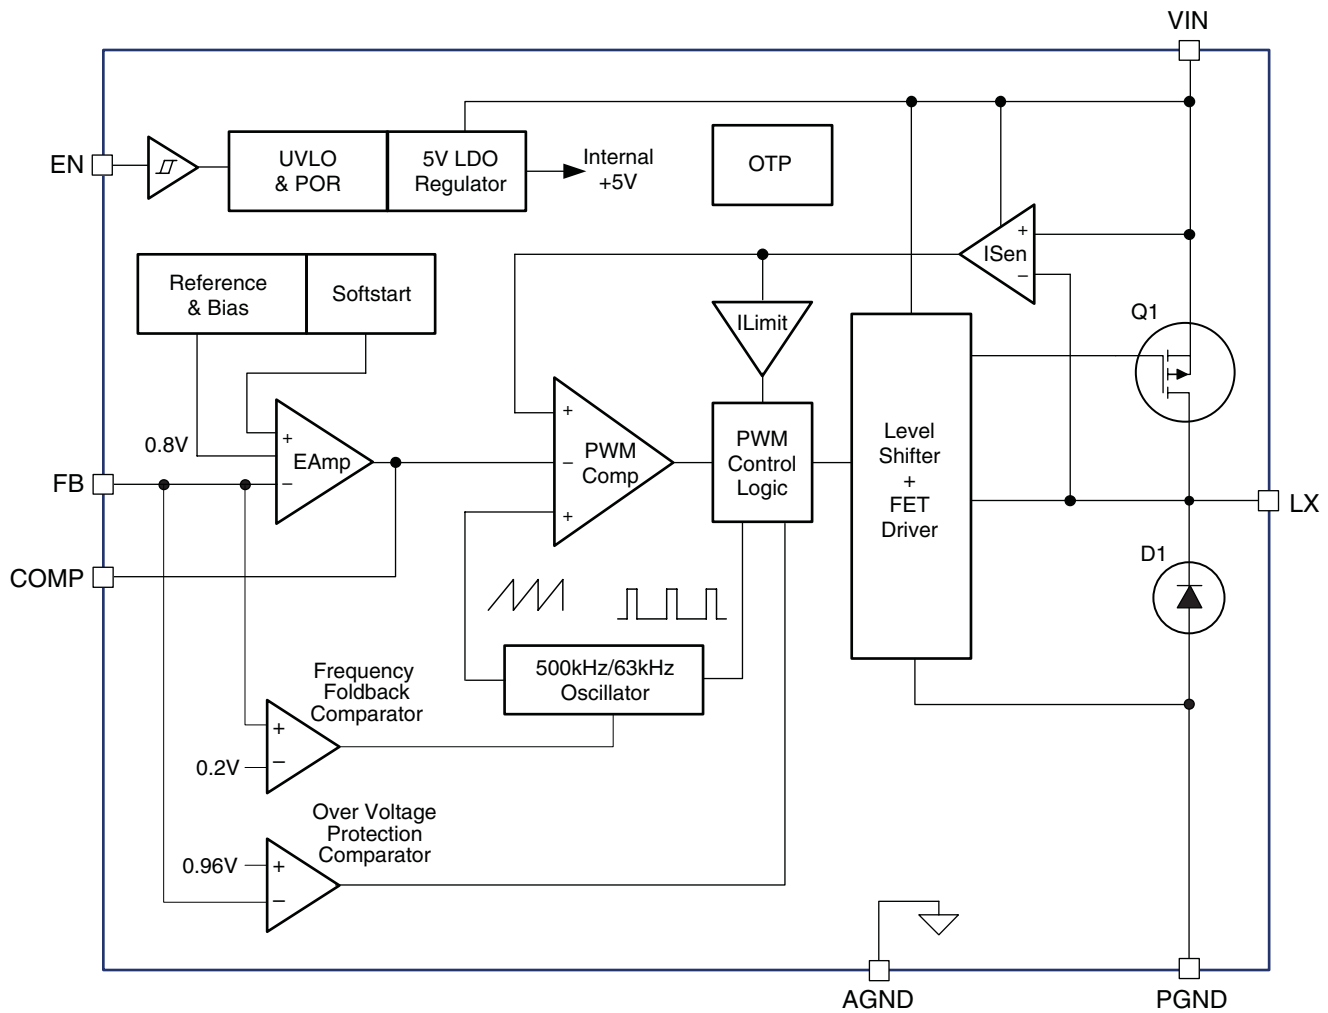 VIN
EN
UVLO
& POR
5V LDO
Regulator
Internal
+5V
OTP
+
ISen
−
Reference
& Bias
Softstart
ILimit
Q1
0.8V
+
EAmp
−
+
PWM
−
Comp
+
PWM
Control
Logic
Level
Shifter
+
FET
Driver
FB
LX
COMP
D1
500kHz/63kHz
Oscillator
Frequency
Foldback
Comparator
+
0.2V
−
Over Voltage
Protection
Comparator
0.96V
+
−
AGND
PGND